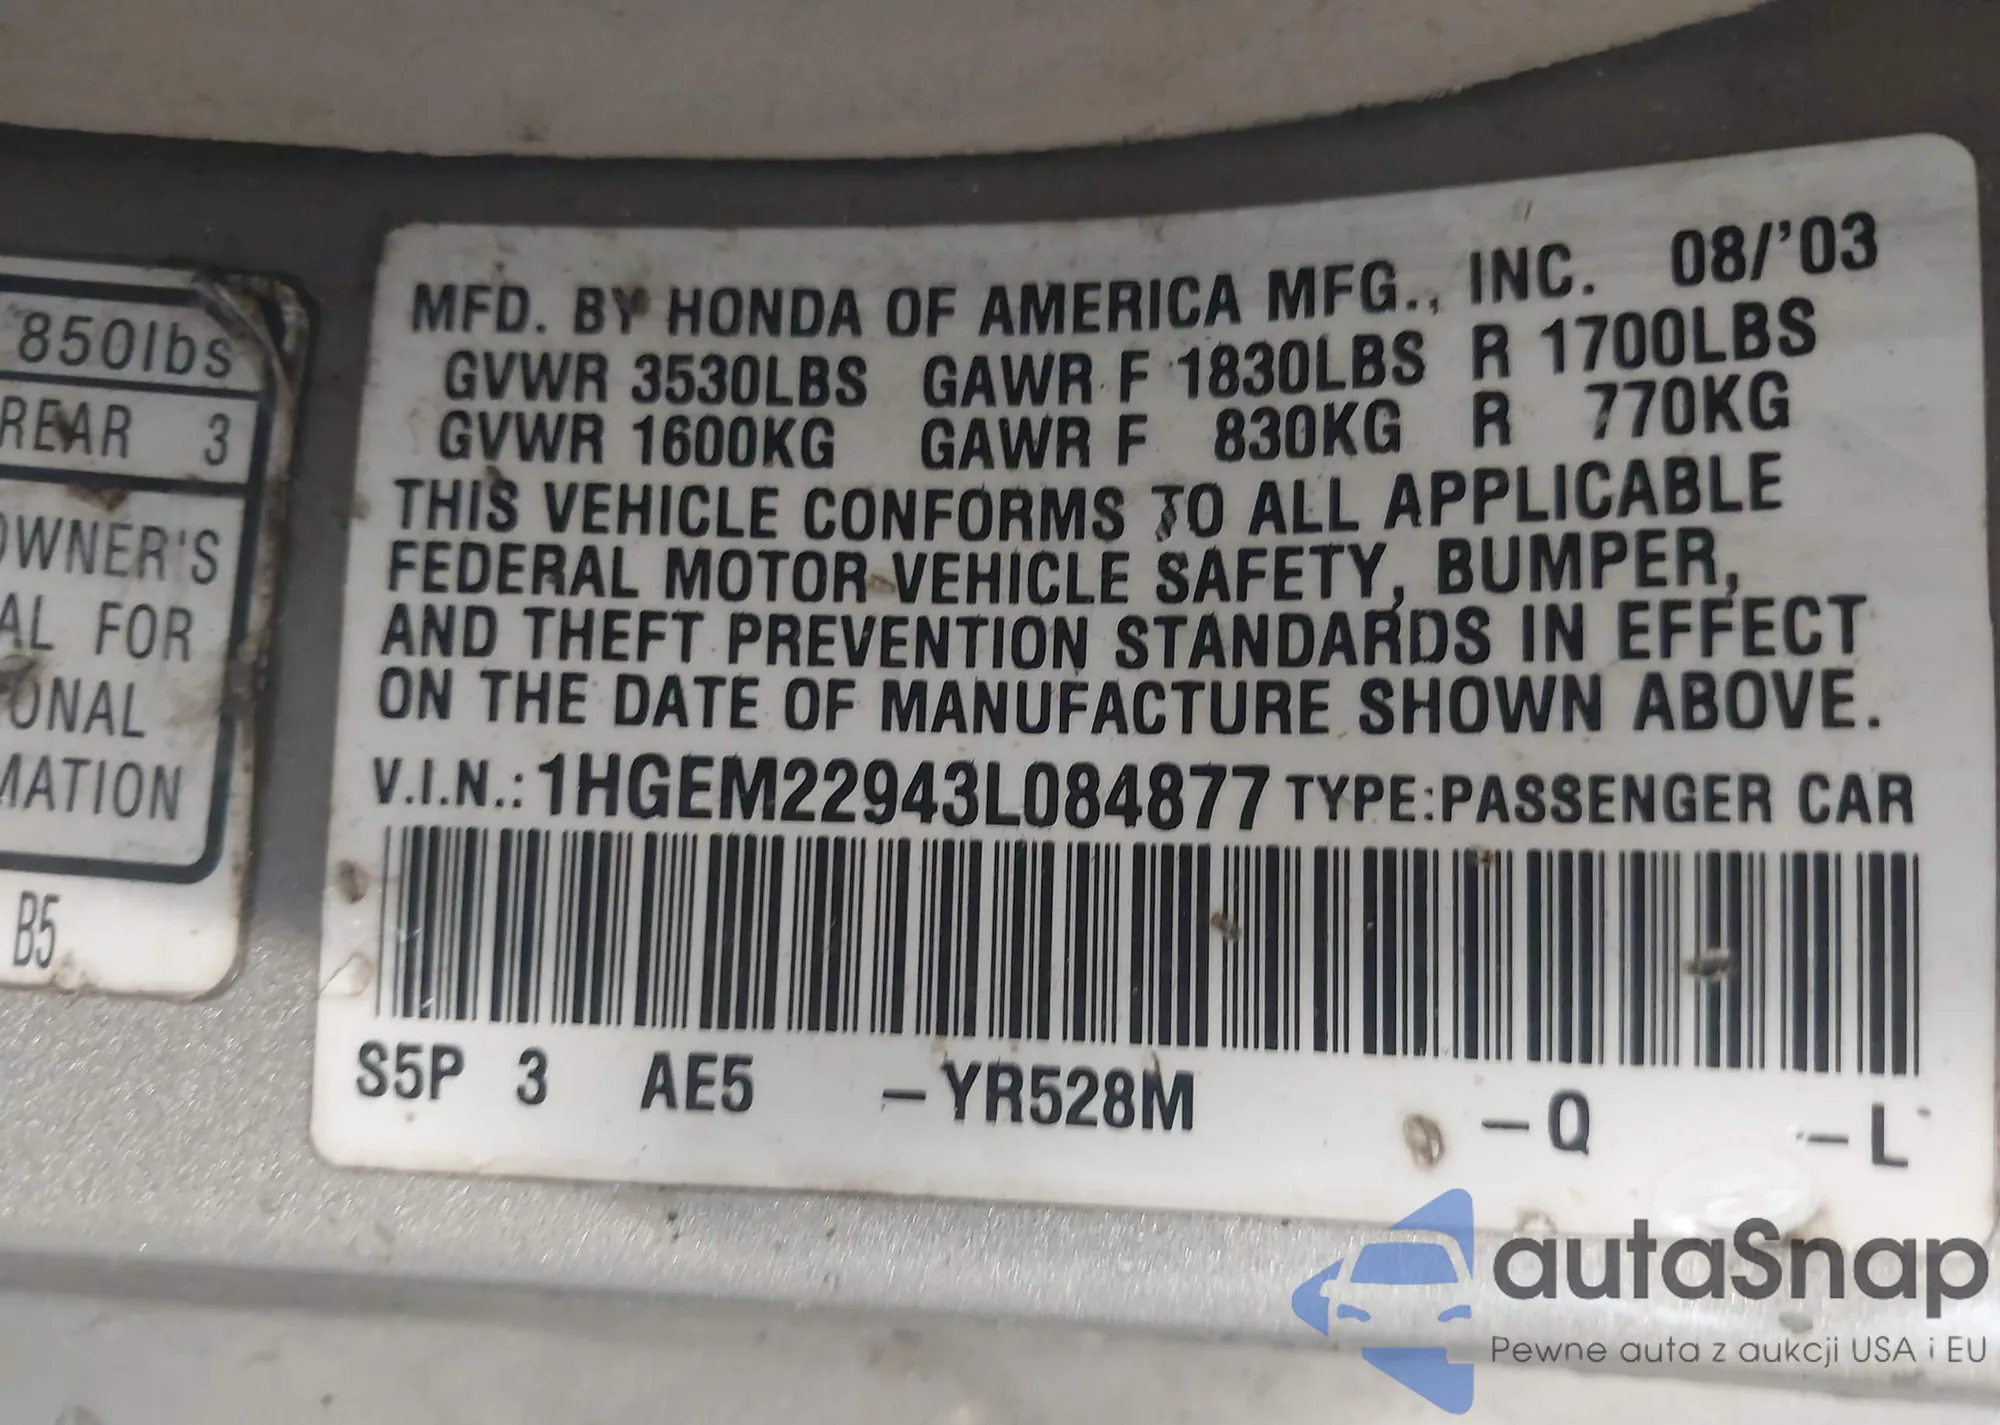 850lbs
REAR 3
OWNER'S
AL FOR
ONAL
MATION
B5
MFD. BY HONDA OF AMERICA MFG., INC. 08/'03
GVWR 3530LBS GAWR F 1830LBS R 1700LBS
GVWR 1600KG GAWR F 830KG R 770KG
THIS VEHICLE CONFORMS TO ALL APPLICABLE
FEDERAL MOTOR VEHICLE SAFETY, BUMPER,
AND THEFT PREVENTION STANDARDS IN EFFECT
ON THE DATE OF MANUFACTURE SHOWN ABOVE.
V.I.N.: 1HGEM22943L084877 TYPE:PASSENGER CAR
S5P 3 AE5 -YR528M -Q -L
autaSnap
Pewne auta z aukcji USA i EU